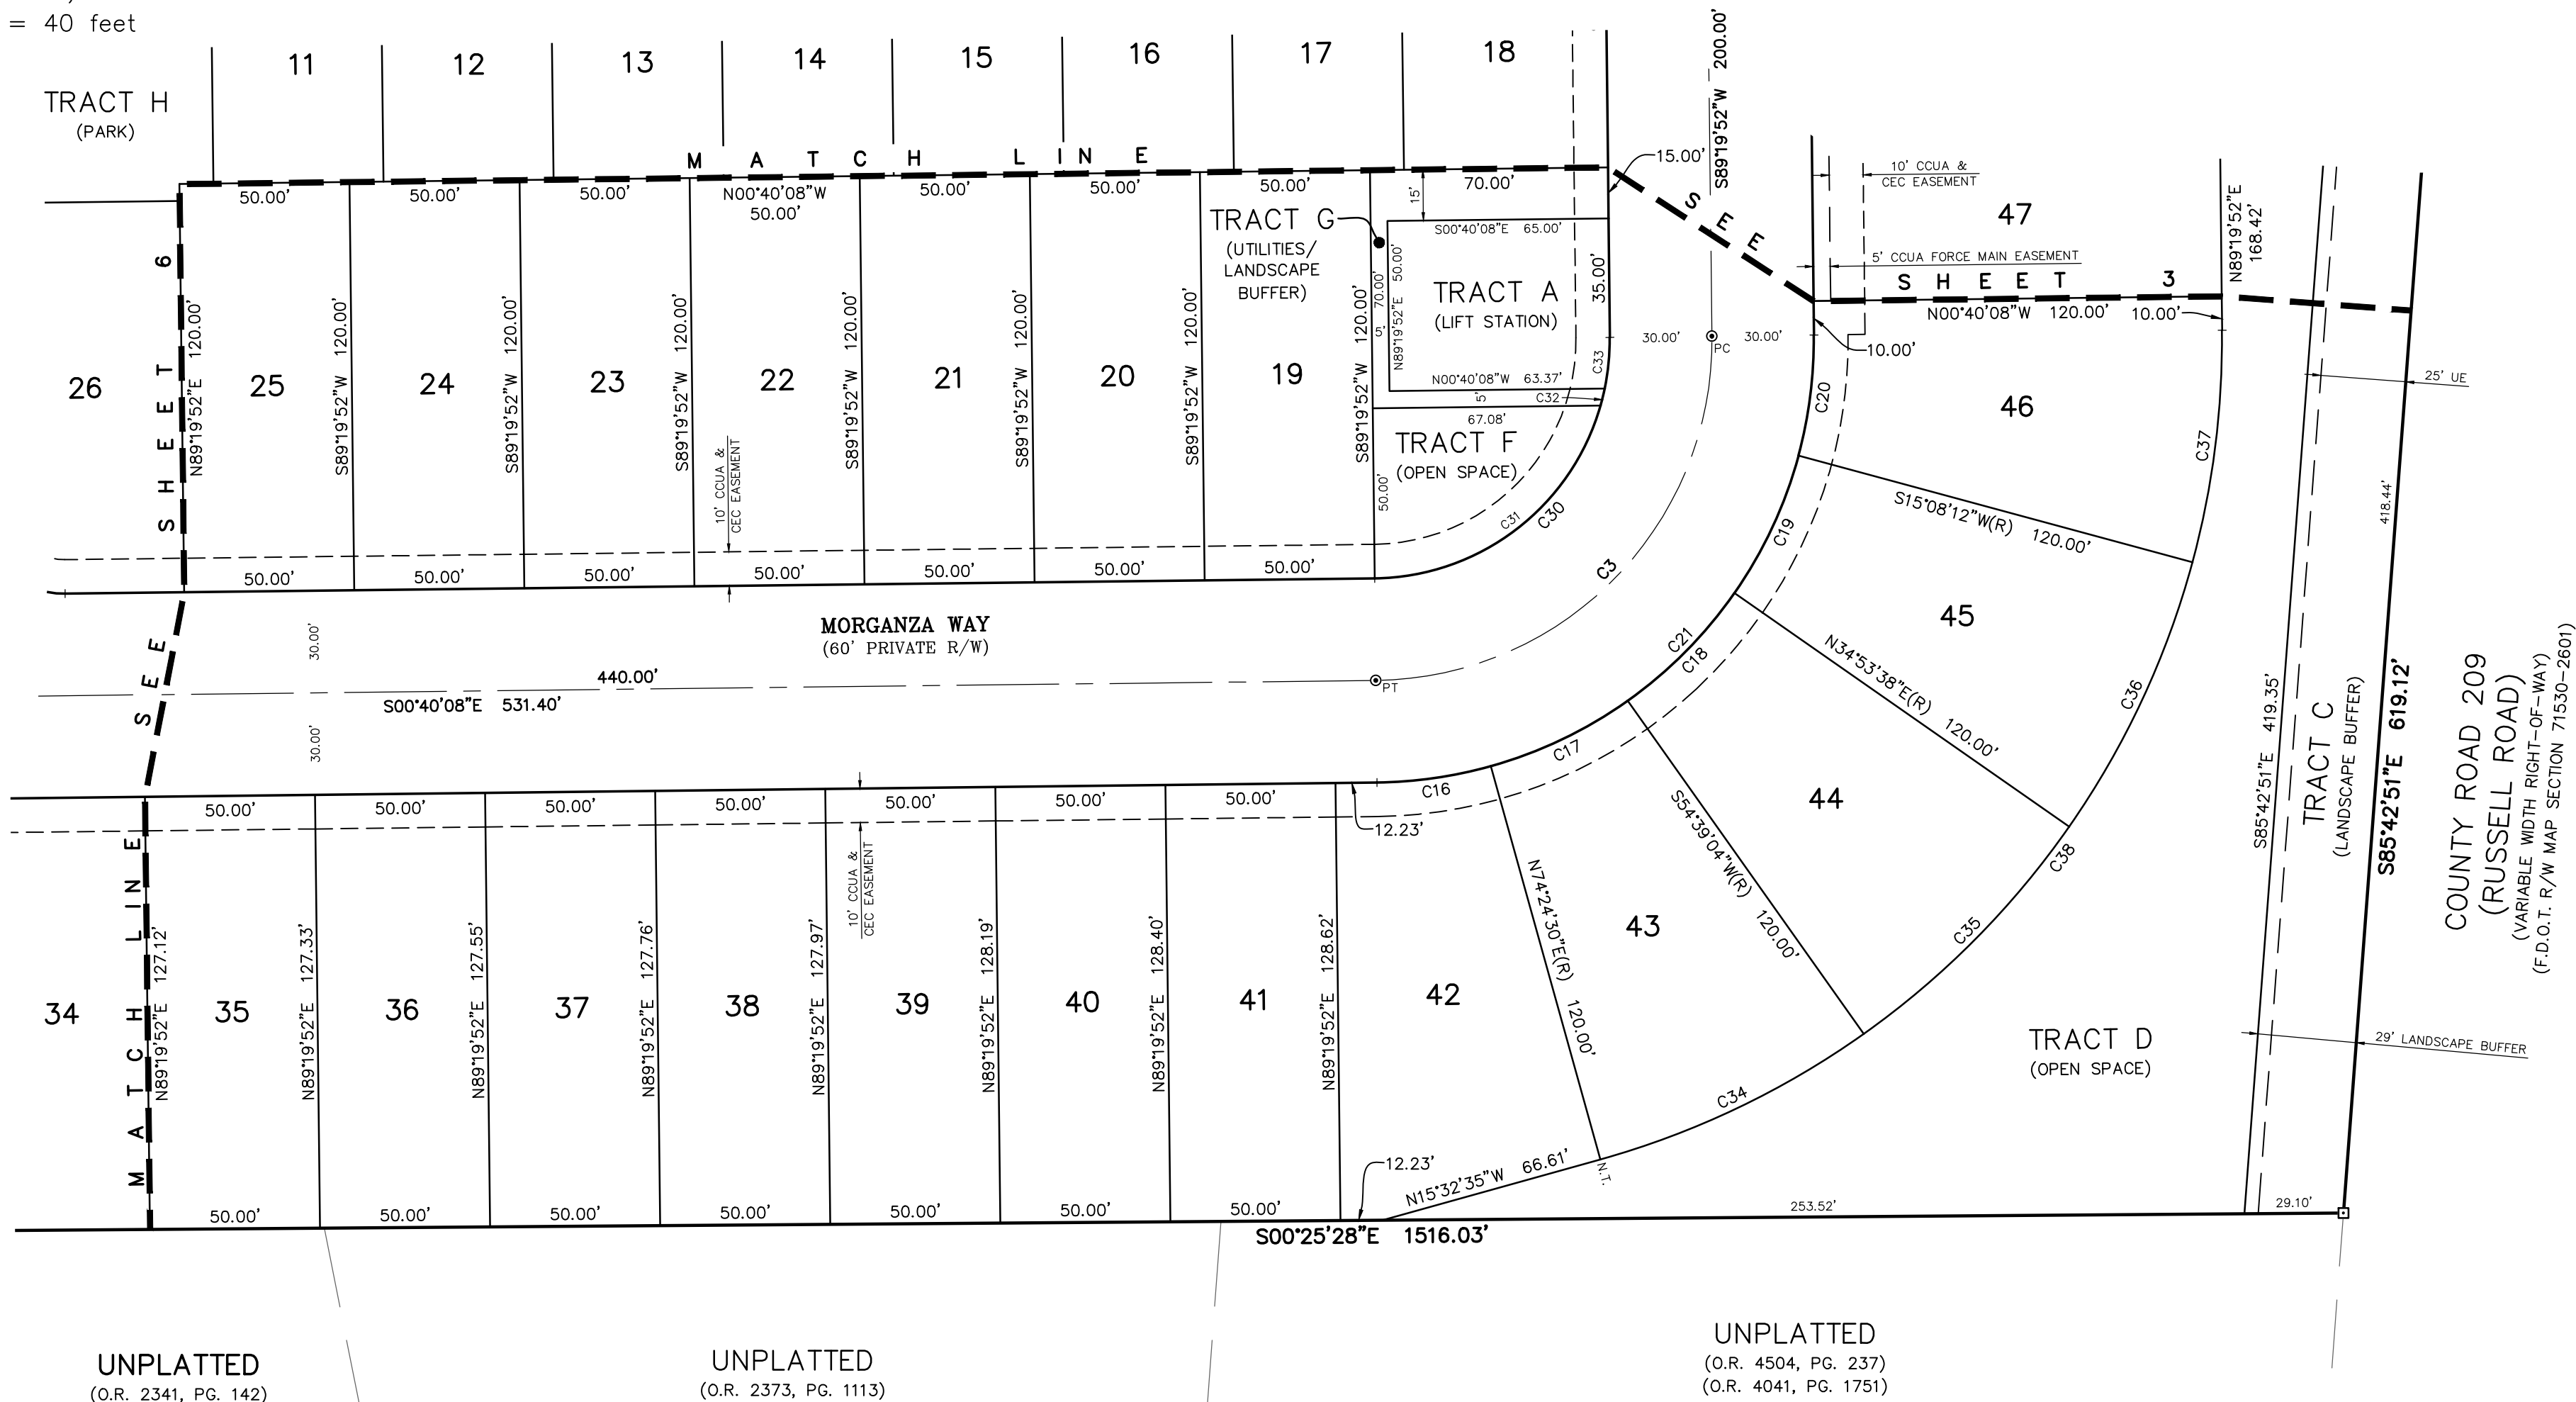 = 40 feet
TRACT H
(PARK)
11
12
13
14
15
16
17
18
S89°19'52"W 200.00'
M A T C H L I N E
15.00'
S E E
10' CCUA &
CEC EASEMENT
47
5' CCUA FORCE MAIN EASEMENT
N89°19'52"E
168.42'
S H E E T 3
N00°40'08"W 120.00'
10.00'
10.00'
50.00'
50.00'
50.00'
N00°40'08"W
50.00'
50.00'
50.00'
50.00'
70.00'
15'
TRACT G
(UTILITIES/
LANDSCAPE
BUFFER)
S00°40'08"E 65.00'
70.00'
5'
N89°19'52"E 50.00'
TRACT A
(LIFT STATION)
35.00'
C33
N00°40'08"W 63.37'
5'
C32
67.08'
TRACT F
(OPEN SPACE)
50.00'
C31
C30
30.00'
PC
30.00'
C3
26
S E E S H E E T 6
N89°19'52"E 120.00'
25
S89°19'52"W 120.00'
24
S89°19'52"W 120.00'
23
S89°19'52"W 120.00'
22
S89°19'52"W 120.00'
21
S89°19'52"W 120.00'
20
S89°19'52"W 120.00'
19
S89°19'52"W 120.00'
10' CCUA &
CEC EASEMENT
50.00'
50.00'
50.00'
50.00'
50.00'
50.00'
50.00'
MORGANZA WAY
(60' PRIVATE R/W)
30.00'
30.00'
440.00'
S00°40'08"E 531.40'
PT
C20
46
C37
25' UE
S15°08'12"W(R) 120.00'
C19
45
C36
N34°53'38"E(R) 120.00'
C21
C18
44
C38
S54°39'04"W(R) 120.00'
C17
C16
43
C35
N74°24'30"E(R) 120.00'
C34
50.00'
50.00'
50.00'
50.00'
50.00'
50.00'
50.00'
12.23'
M A T C H L I N E
34
N89°19'52"E 127.12'
35
N89°19'52"E 127.33'
36
N89°19'52"E 127.55'
37
N89°19'52"E 127.76'
38
N89°19'52"E 127.97'
10' CCUA &
CEC EASEMENT
39
N89°19'52"E 128.19'
40
N89°19'52"E 128.40'
41
N89°19'52"E 128.62'
42
50.00'
50.00'
50.00'
50.00'
50.00'
50.00'
50.00'
12.23'
N15°32'35"W 66.61'
N.T.
S00°25'28"E 1516.03'
253.52'
29.10'
TRACT D
(OPEN SPACE)
29' LANDSCAPE BUFFER
S85°42'51"E 419.35'
TRACT C
(LANDSCAPE BUFFER)
418.44'
S85°42'51"E 619.12'
COUNTY ROAD 209
(RUSSELL ROAD)
(VARIABLE WIDTH RIGHT-OF-WAY)
(F.D.O.T. R/W MAP SECTION 71530-2601)
UNPLATTED
(O.R. 2341, PG. 142)
UNPLATTED
(O.R. 2373, PG. 1113)
UNPLATTED
(O.R. 4504, PG. 237)
(O.R. 4041, PG. 1751)